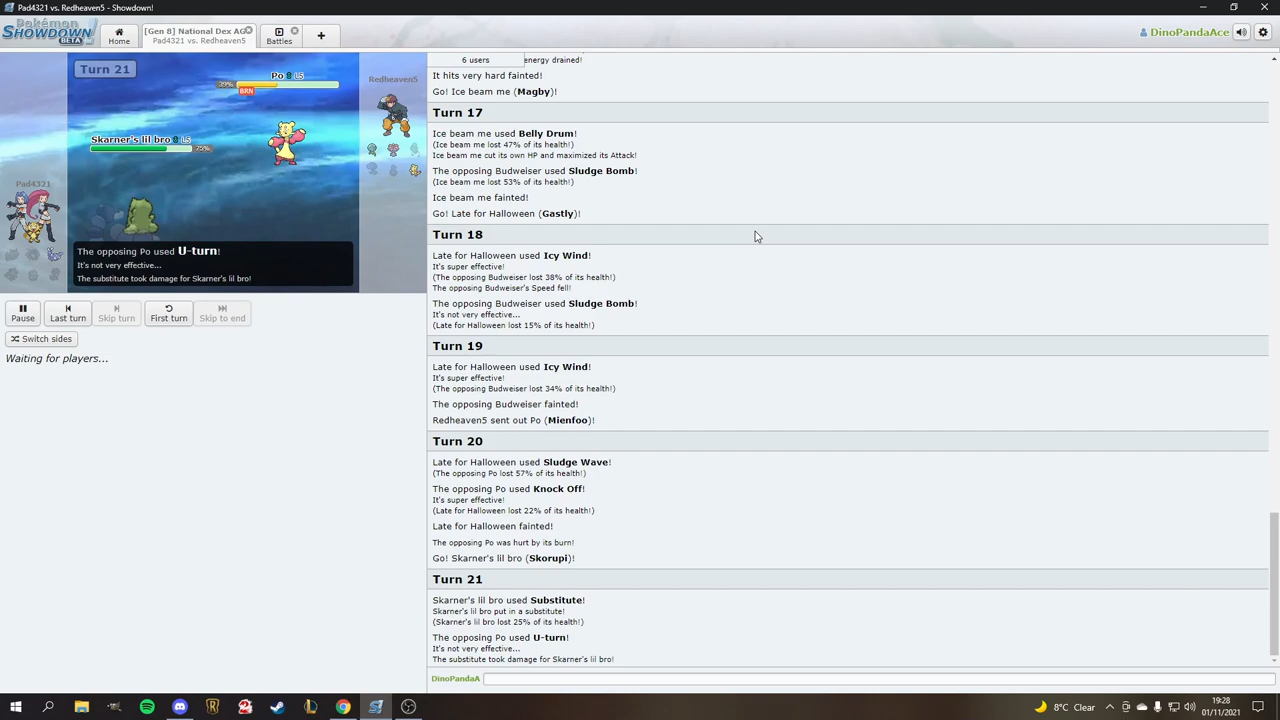 Pad4321 vs. Redheaven5 - Showdown!
Pokémon
SHOWDOWN!
BETA
Home
[Gen 8] National Dex AG
Pad4321 vs. Redheaven5
Battles
DinoPandaAce
Turn 21
Po L5
39%
BRN
Redheaven5
Skarner's lil bro L5
75%
Pad4321
The opposing Po used U-turn!
It's not very effective...
The substitute took damage for Skarner's lil bro!
Pause
Last turn
Skip turn
First turn
Skip to end
Switch sides
Waiting for players...
6 users
energy drained!
It hits very hard fainted!
Go! Ice beam me (Magby)!
Turn 17
Ice beam me used Belly Drum!
(Ice beam me lost 47% of its health!)
Ice beam me cut its own HP and maximized its Attack!
The opposing Budweiser used Sludge Bomb!
(Ice beam me lost 53% of its health!)
Ice beam me fainted!
Go! Late for Halloween (Gastly)!
Turn 18
Late for Halloween used Icy Wind!
It's super effective!
(The opposing Budweiser lost 38% of its health!)
The opposing Budweiser's Speed fell!
The opposing Budweiser used Sludge Bomb!
It's not very effective...
(Late for Halloween lost 15% of its health!)
Turn 19
Late for Halloween used Icy Wind!
It's super effective!
(The opposing Budweiser lost 34% of its health!)
The opposing Budweiser fainted!
Redheaven5 sent out Po (Mienfoo)!
Turn 20
Late for Halloween used Sludge Wave!
(The opposing Po lost 57% of its health!)
The opposing Po used Knock Off!
It's super effective!
(Late for Halloween lost 22% of its health!)
Late for Halloween fainted!
The opposing Po was hurt by its burn!
Go! Skarner's lil bro (Skorupi)!
Turn 21
Skarner's lil bro used Substitute!
Skarner's lil bro put in a substitute!
(Skarner's lil bro lost 25% of its health!)
The opposing Po used U-turn!
It's not very effective...
The substitute took damage for Skarner's lil bro!
DinoPandaA
8°C Clear
19:28
01/11/2021